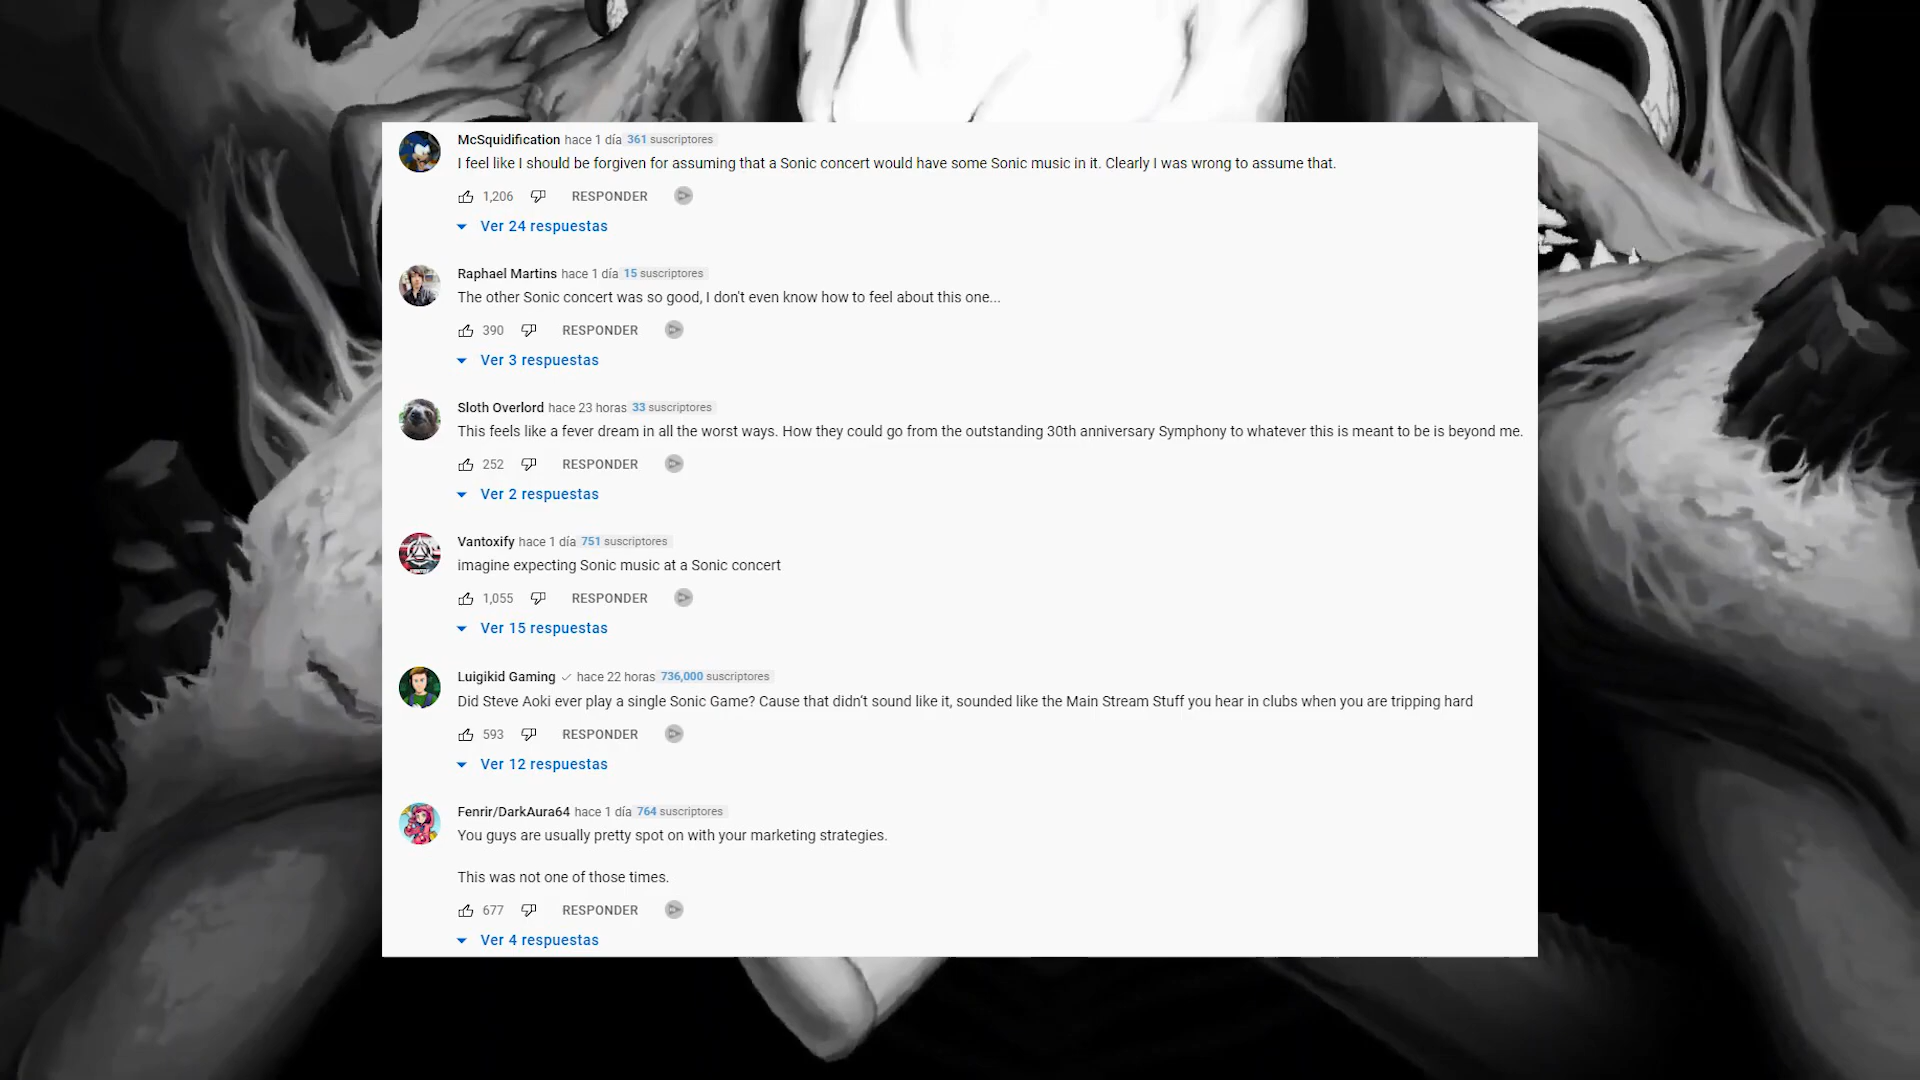 McSquidification hace 1 día 361 suscriptores
I feel like I should be forgiven for assuming that a Sonic concert would have some Sonic music in it. Clearly I was wrong to assume that.
1,206 RESPONDER
Ver 24 respuestas
Raphael Martins hace 1 día 15 suscriptores
The other Sonic concert was so good, I don't even know how to feel about this one...
390 RESPONDER
Ver 3 respuestas
Sloth Overlord hace 23 horas 33 suscriptores
This feels like a fever dream in all the worst ways. How they could go from the outstanding 30th anniversary Symphony to whatever this is meant to be is beyond me.
252 RESPONDER
Ver 2 respuestas
Vantoxify hace 1 día 751 suscriptores
imagine expecting Sonic music at a Sonic concert
1,055 RESPONDER
Ver 15 respuestas
Luigikid Gaming hace 22 horas 736,000 suscriptores
Did Steve Aoki ever play a single Sonic Game? Cause that didn't sound like it, sounded like the Main Stream Stuff you hear in clubs when you are tripping hard
593 RESPONDER
Ver 12 respuestas
Fenrir/DarkAura64 hace 1 día 764 suscriptores
You guys are usually pretty spot on with your marketing strategies.
This was not one of those times.
677 RESPONDER
Ver 4 respuestas